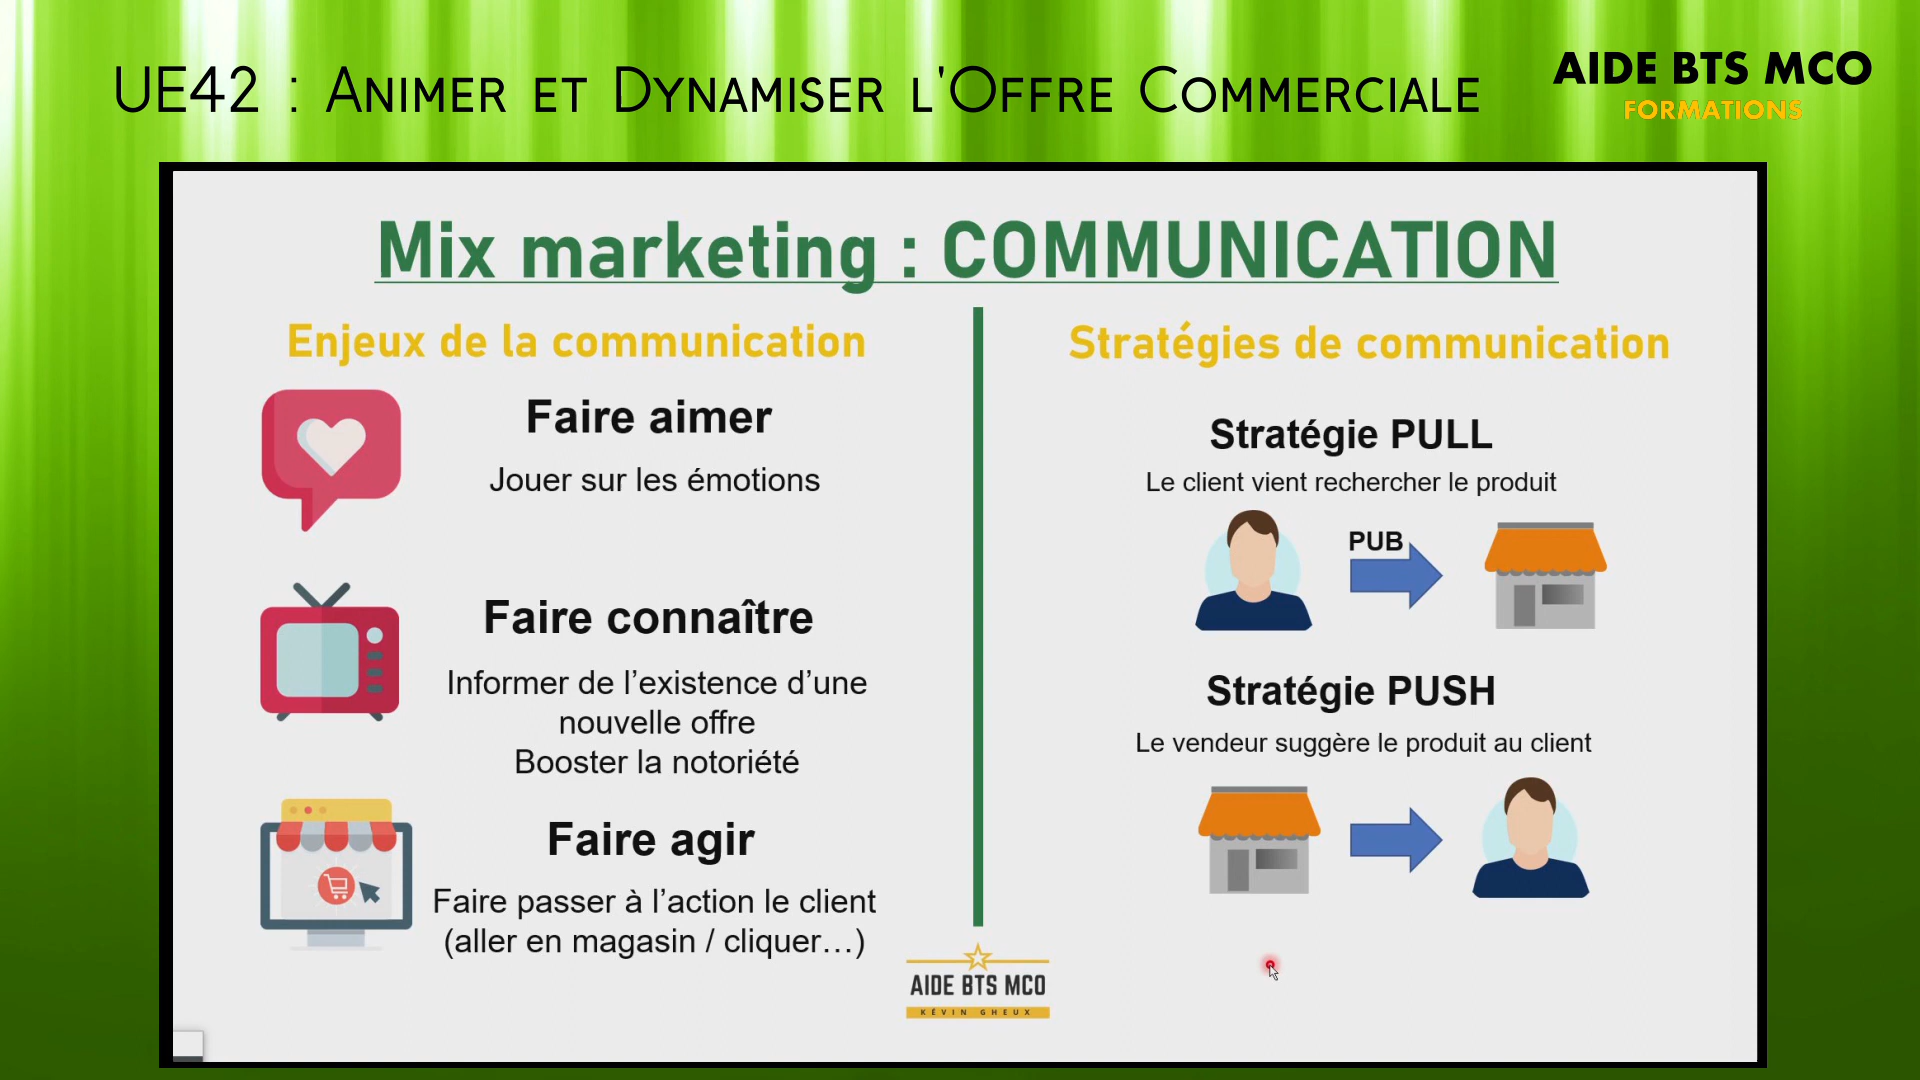 UE42 : Animer et Dynamiser l'Offre Commerciale
AIDE BTS MCO
FORMATIONS
Mix marketing : COMMUNICATION
Enjeux de la communication
Faire aimer
Jouer sur les émotions
Faire connaître
Informer de l’existence d’une
nouvelle offre
Booster la notoriété
Faire agir
Faire passer à l’action le client
(aller en magasin / cliquer…)
Stratégies de communication
Stratégie PULL
Le client vient rechercher le produit
PUB
Stratégie PUSH
Le vendeur suggère le produit au client
AIDE BTS MCO
KÉVIN GHEUX